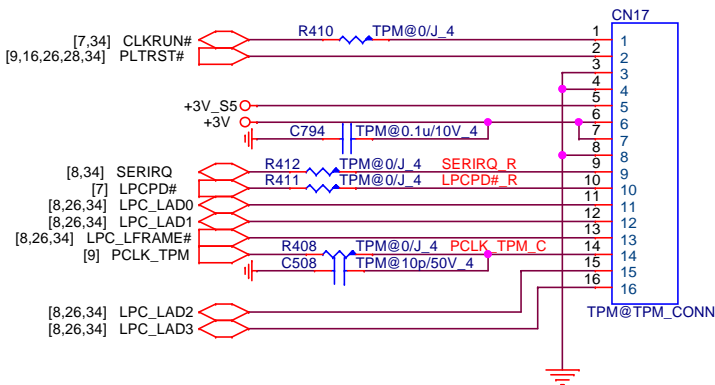 CN17
[7,34] CLKRUN# R410 TPM@0/J_4 1 1
[9,16,26,28,34] PLTRST# 2 2
3 3
4 4
+3V_S5 5 5
+3V 6 6
C794 TPM@0.1u/10V_4 7 7
8 8
[8,34] SERIRQ R412 TPM@0/J_4 SERIRQ_R 9 9
[7] LPCPD# R411 TPM@0/J_4 LPCPD#_R 10 10
[8,26,34] LPC_LAD0 11 11
[8,26,34] LPC_LAD1 12 12
[8,26,34] LPC_LFRAME# 13 13
[9] PCLK_TPM R408 TPM@0/J_4 PCLK_TPM_C 14 14
C508 TPM@10p/50V_4 15 15
16 16
[8,26,34] LPC_LAD2 TPM@TPM_CONN
[8,26,34] LPC_LAD3